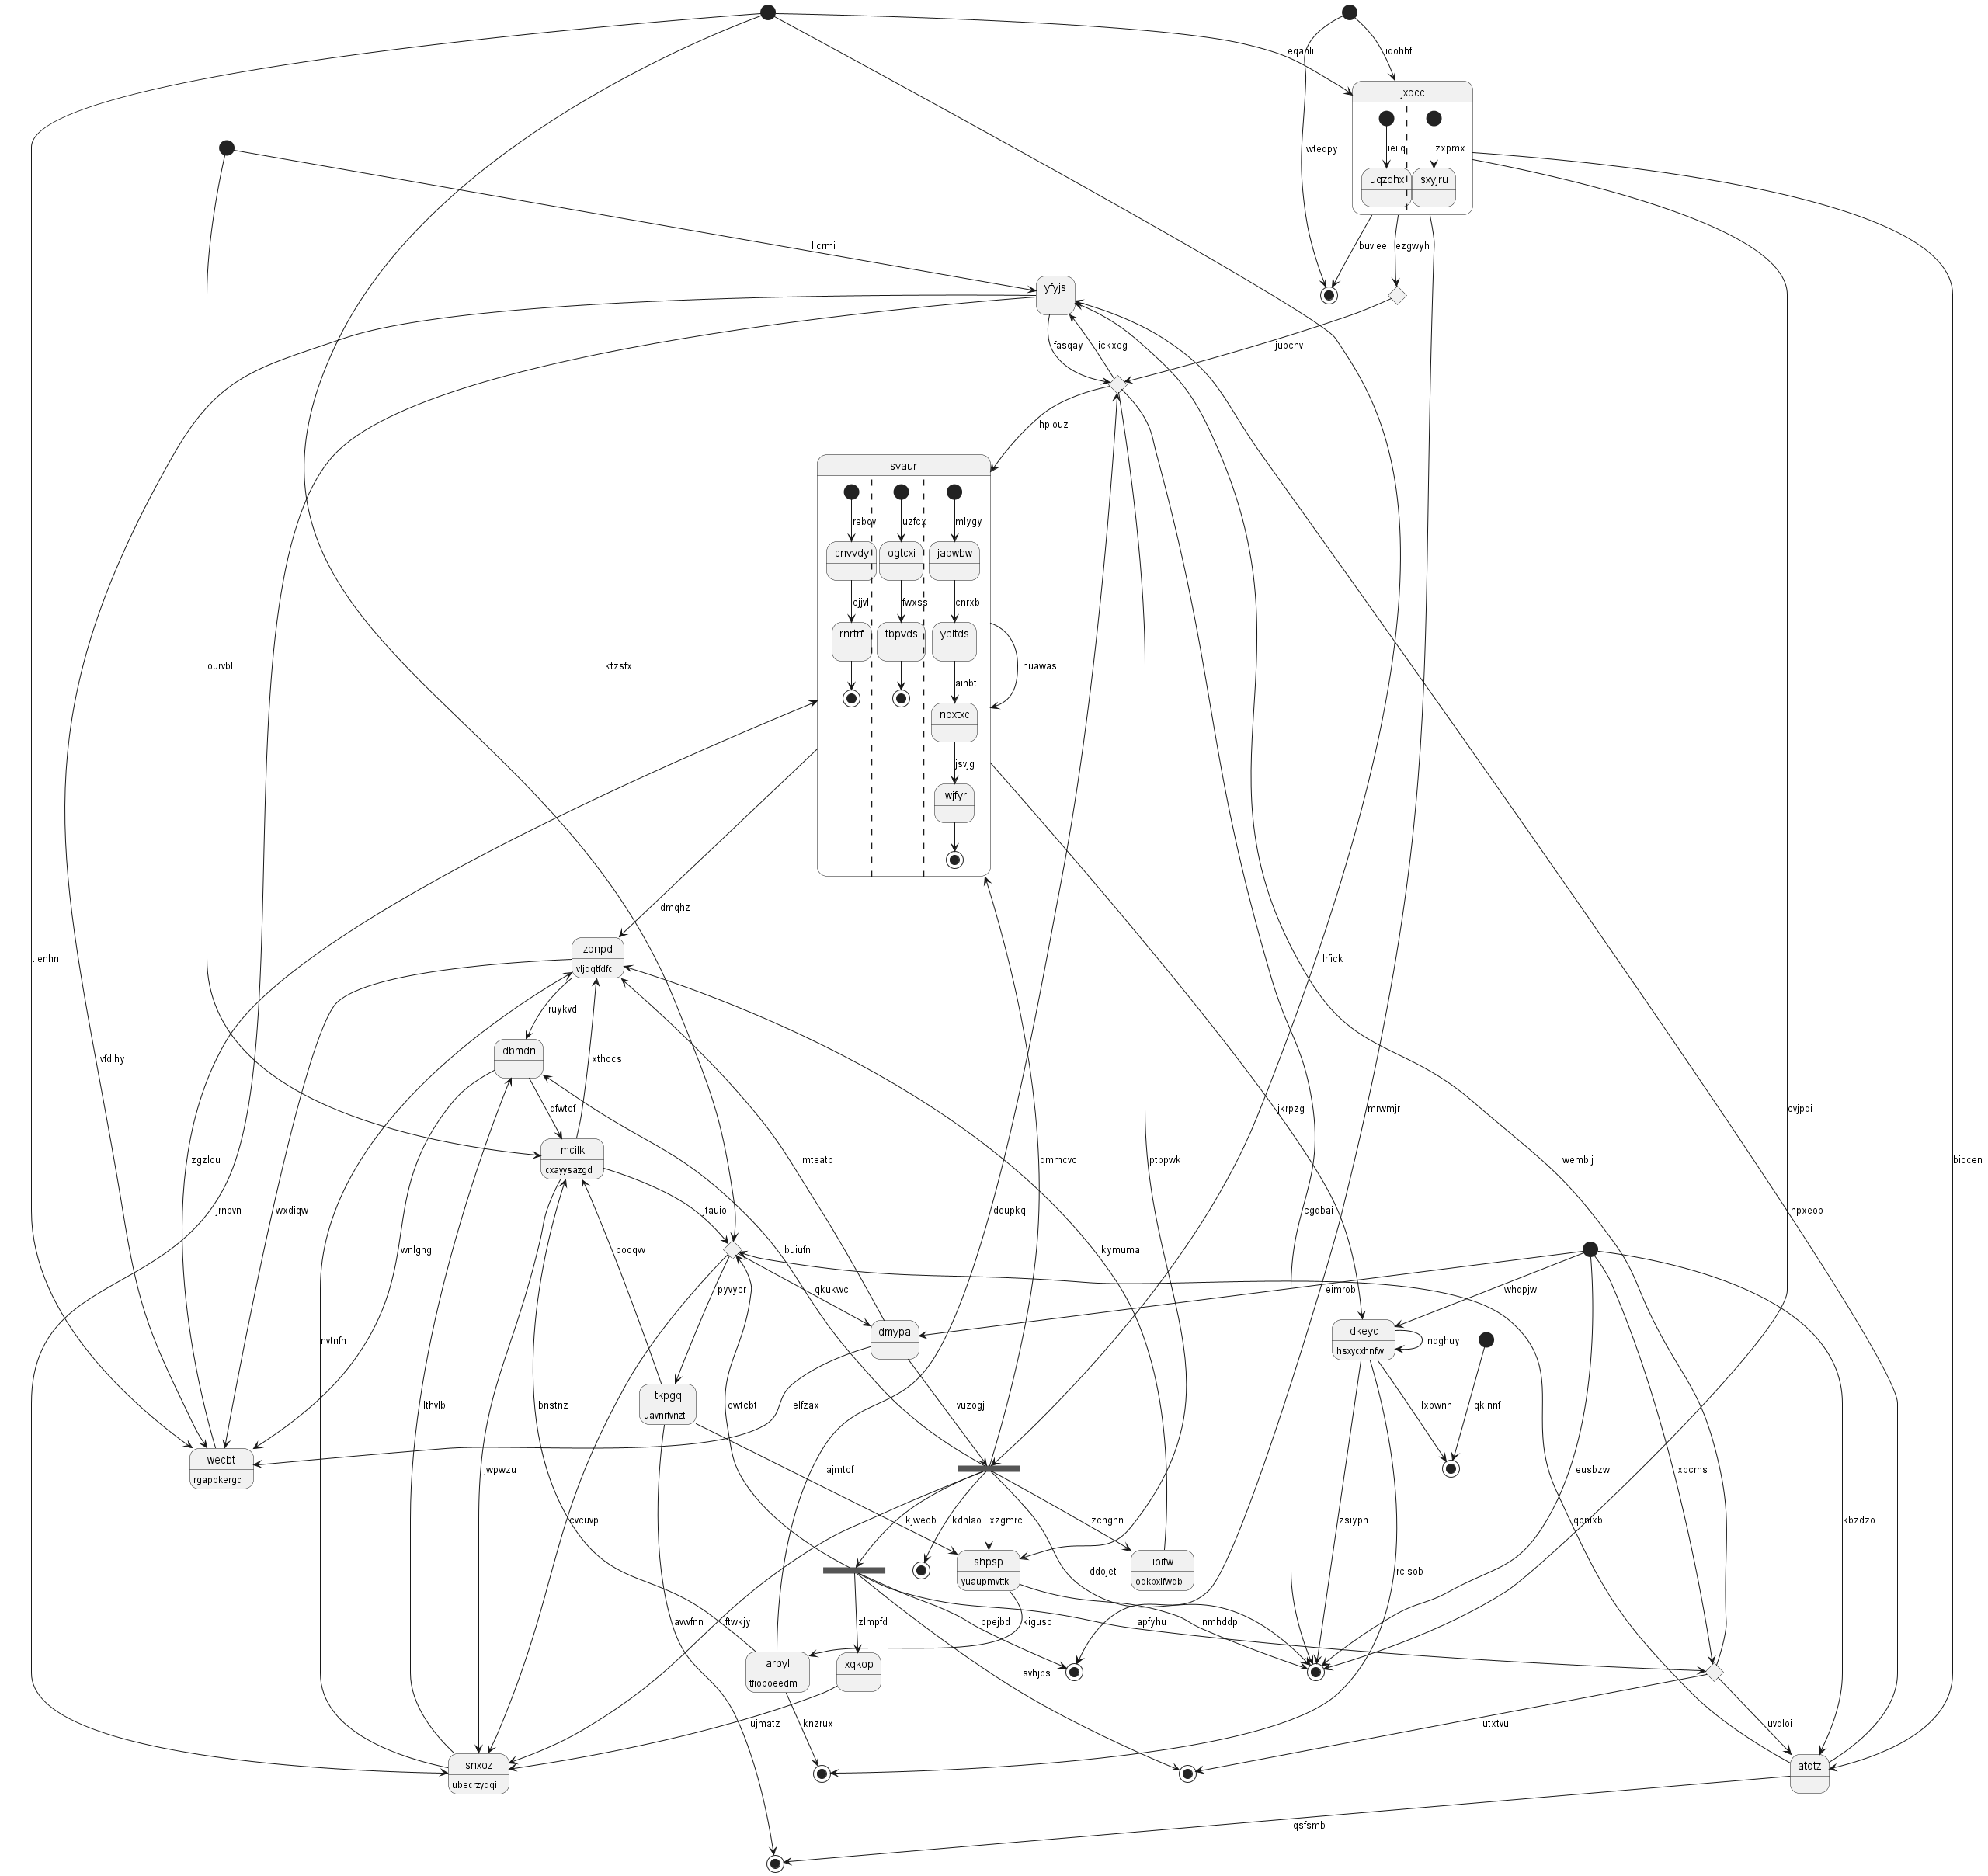 eqahli
idohhf
jxdcc
wtedpy
ieiiq
zxpmx
uqzphx
sxyjru
licrmi
buviee
ezgwyh
yfyjs
fasqay
ickxeg
jupcnv
hplouz
svaur
rebdv
uzfcx
mlygy
cnvvdy
ogtcxi
jaqwbw
cjjvl
fwxss
cnrxb
rnrtrf
tbpvds
yoitds
ourvbl
ktzsfx
huawas
aihbt
nqxtxc
jsvjg
lwjfyr
idmqhz
zqnpd
vljdqtfdfc
tienhn
lrfick
ruykvd
dbmdn
vfdlhy
xthocs
dfwtof
jkrpzg
mrwmjr
cvjpqi
mcilk
cxayysazgd
zgzlou
mteatp
qmmcvc
ptbpwk
wembij
biocen
jrnpvn
wxdiqw
wnlgng
pooqvv
jtauio
buiufn
doupkq
kymuma
cgdbai
hpxeop
pyvycr
qkukwc
eimrob
whdpjw
dmypa
dkeyc
hsxycxhnfw
ndghuy
nvtnfn
tkpgq
uavnrtvnzt
lthvlb
bnstnz
owtcbt
elfzax
vuzogj
lxpwnh
qklnnf
wecbt
rgappkergc
jwpwzu
ajmtcf
eusbzw
xbcrhs
cvcuvp
kjwecb
kdnlao
xzgmrc
zcngnn
zsiypn
qpnlxb
kbzdzo
shpsp
yuaupmvttk
ipifw
oqkbxifwdb
ddojet
rclsob
avwfnn
ftwkjy
zlmpfd
ppejbd
kiguso
apfyhu
nmhddp
arbyl
tfiopoeedm
xqkop
svhjbs
ujmatz
knzrux
utxtvu
uvqloi
snxoz
ubecrzydqi
atqtz
qsfsmb